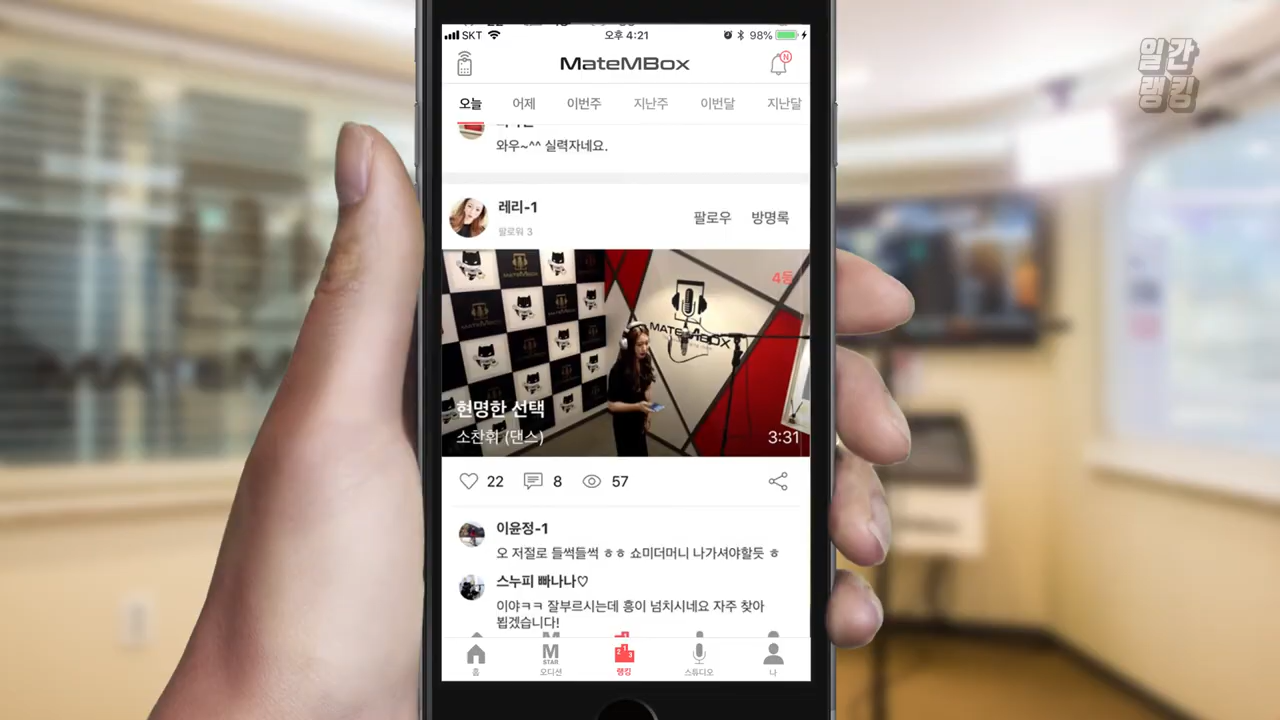 일간
랭킹
SKT 오후 4:21 98%
MateMBox N
오늘 어제 이번주 지난주 이번달 지난달
와우~^^ 실력자네요.
레리-1
팔로워 3
팔로우 방명록
4등
MATEMBOX
현명한 선택
소찬휘 (댄스)
3:31
22 8 57
이윤정-1
오 저절로 들썩들썩 ㅎㅎ 쇼미더머니 나가셔야할듯 ㅎ
스누피 빠나나♡
이야ㅋㅋ 잘부르시는데 흥이 넘치시네요 자주 찾아
뵙겠습니다!
M
STAR
2 1 3
홈 오디션 랭킹 스튜디오 나